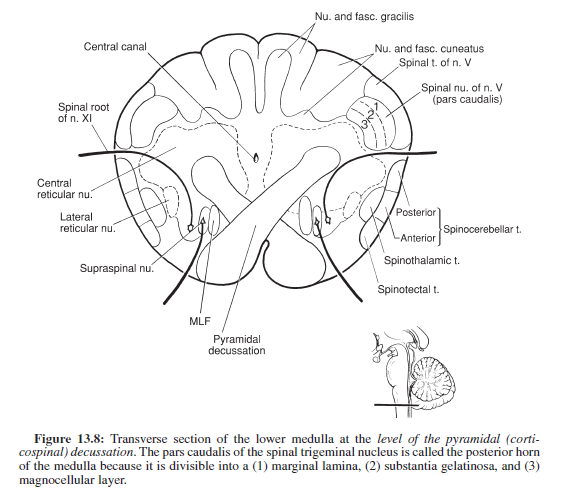 Nu. and fasc. gracilis
Central canal
Nu. and fasc. cuneatus
Spinal t. of n. V
Spinal nu. of n. V
(pars caudalis)
1
2
3
Spinal root
of n. XI
Central
reticular nu.
Lateral
reticular nu.
Posterior
Anterior
Spinocerebellar t.
Spinothalamic t.
Supraspinal nu.
Spinotectal t.
MLF
Pyramidal
decussation
Figure 13.8: Transverse section of the lower medulla at the level of the pyramidal (corti-
cospinal) decussation. The pars caudalis of the spinal trigeminal nucleus is called the posterior horn
of the medulla because it is divisible into a (1) marginal lamina, (2) substantia gelatinosa, and (3)
magnocellular layer.